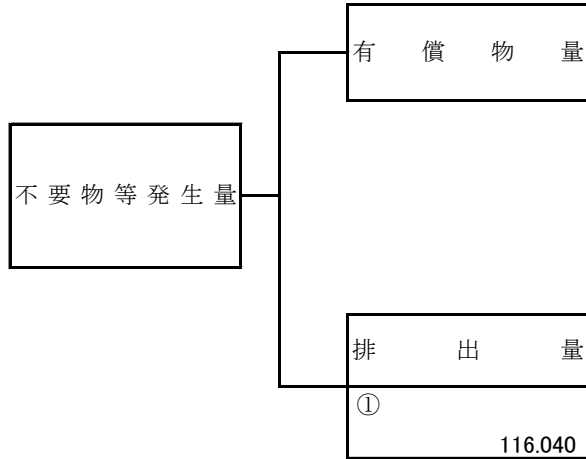 有償物量
不要物等発生量
排出量
①
116.040